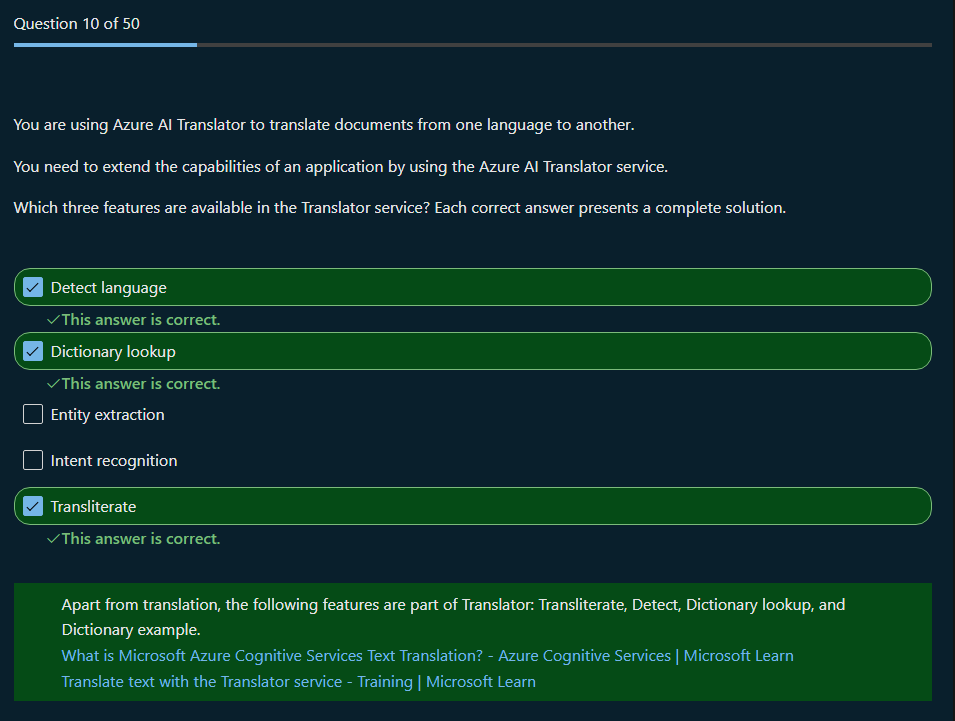 Question 10 of 50
You are using Azure AI Translator to translate documents from one language to another.
You need to extend the capabilities of an application by using the Azure AI Translator service.
Which three features are available in the Translator service? Each correct answer presents a complete solution.
Detect language
This answer is correct.
Dictionary lookup
This answer is correct.
Entity extraction
Intent recognition
Transliterate
This answer is correct.
Apart from translation, the following features are part of Translator: Transliterate, Detect, Dictionary lookup, and
Dictionary example.
What is Microsoft Azure Cognitive Services Text Translation? - Azure Cognitive Services | Microsoft Learn
Translate text with the Translator service - Training | Microsoft Learn